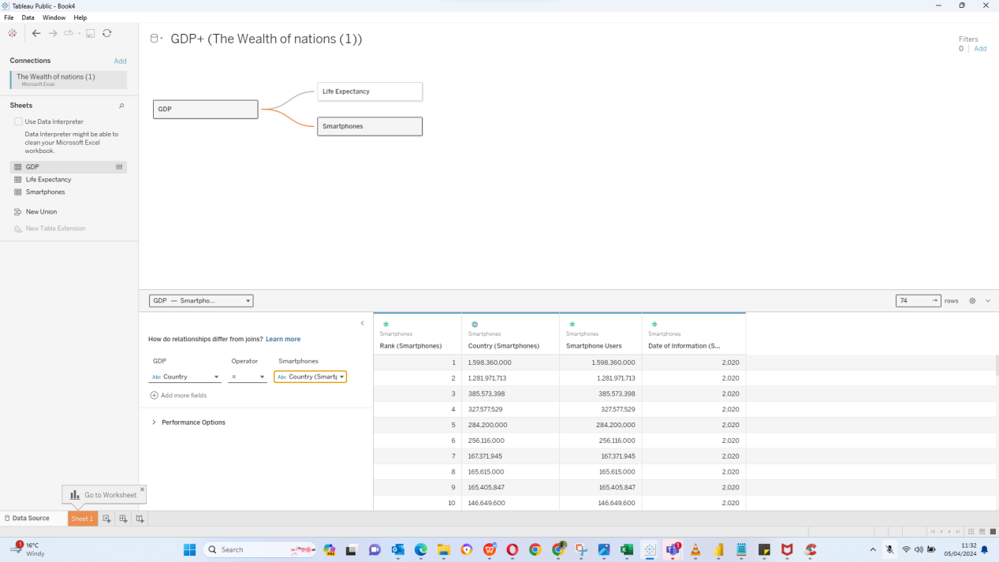 Tableau Public - Book4
File Data Window Help
Connections Add
The Wealth of nations (1)
Microsoft Excel
Sheets
Use Data Interpreter
Data Interpreter might be able to
clean your Microsoft Excel
workbook.
GDP
Life Expectancy
Smartphones
New Union
New Table Extension
GDP+ (The Wealth of nations (1))
Filters
0 Add
GDP
Life Expectancy
Smartphones
GDP — Smartpho...
74 rows
How do relationships differ from joins? Learn more
GDP Operator Smartphones
Abc Country = Abc Country (Smartp
Add more fields
Performance Options
# # #
Smartphones Smartphones Smartphones Smartphones
Rank (Smartphones) Country (Smartphones) Smartphone Users Date of Information (S...
1 1,598,360,000 1,598,360,000 2,020
2 1,281,971,713 1,281,971,713 2,020
3 385,573,398 385,573,398 2,020
4 327,577,529 327,577,529 2,020
5 284,200,000 284,200,000 2,020
6 256,116,000 256,116,000 2,020
7 167,371,945 167,371,945 2,020
8 165,615,000 165,615,000 2,020
9 165,405,847 165,405,847 2,020
10 146,649,600 146,649,600 2,020
Go to Worksheet
Data Source Sheet 1
1
16°C
Windy
Search
PRE
1
11:32
05/04/2024